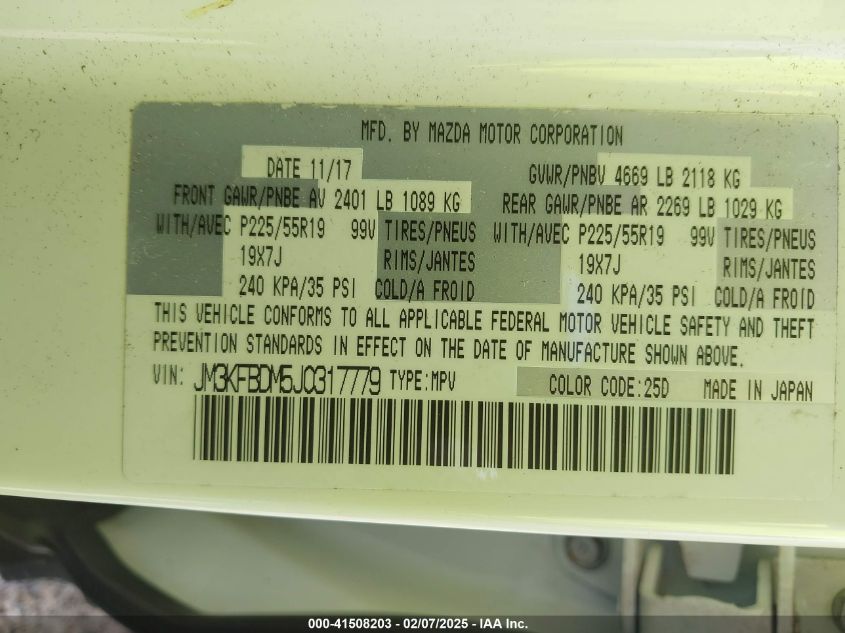 MFD. BY MAZDA MOTOR CORPORATION
DATE 11/17 GVWR/PNBV 4669 LB 2118 KG
FRONT GAWR/PNBE AV 2401 LB 1089 KG REAR GAWR/PNBE AR 2269 LB 1029 KG
WITH/AVEC P225/55R19 99V TIRES/PNEUS WITH/AVEC P225/55R19 99V TIRES/PNEUS
19X7J RIMS/JANTES 19X7J RIMS/JANTES
240 KPA/35 PSI COLD/A FROID 240 KPA/35 PSI COLD/A FROID
THIS VEHICLE CONFORMS TO ALL APPLICABLE FEDERAL MOTOR VEHICLE SAFETY AND THEFT
PREVENTION STANDARDS IN EFFECT ON THE DATE OF MANUFACTURE SHOWN ABOVE.
VIN: JM3KFBDM5J0317779 TYPE:MPV COLOR CODE:25D MADE IN JAPAN
000-41508203 - 02/07/2025 - IAA Inc.